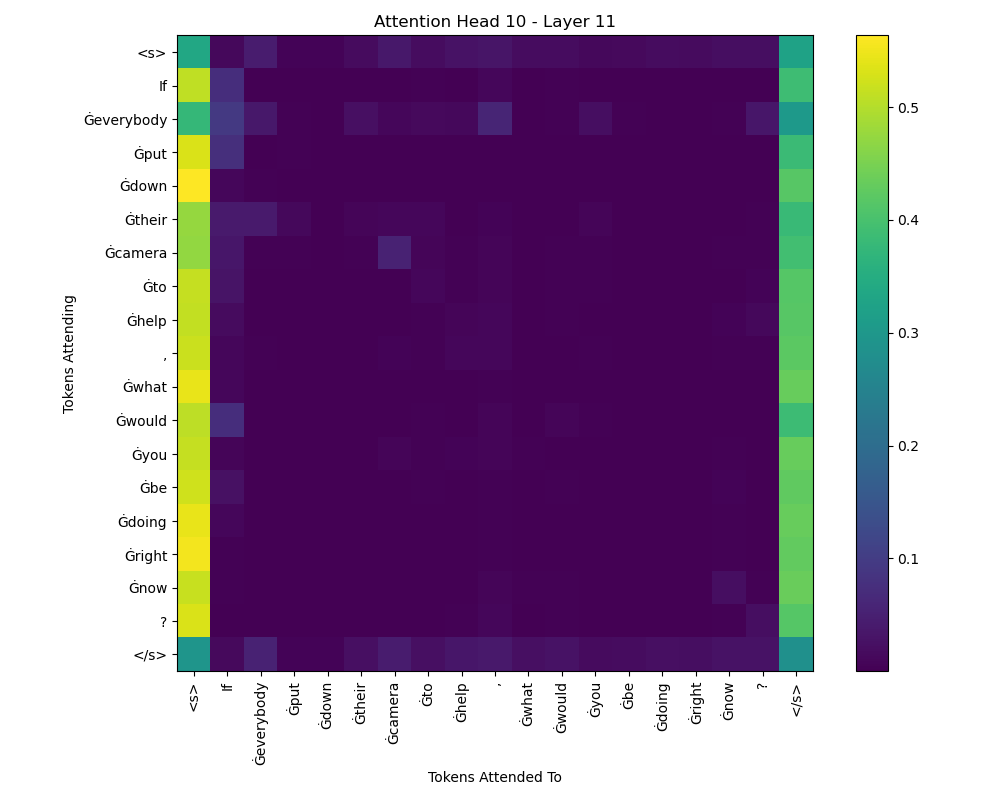 Attention Head 10 - Layer 11
Tokens Attending
<s>
If
Ġeverybody
Ġput
Ġdown
Ġtheir
Ġcamera
Ġto
Ġhelp
,
Ġwhat
Ġwould
Ġyou
Ġbe
Ġdoing
Ġright
Ġnow
?
</s>
<s>
If
Ġeverybody
Ġput
Ġdown
Ġtheir
Ġcamera
Ġto
Ġhelp
,
Ġwhat
Ġwould
Ġyou
Ġbe
Ġdoing
Ġright
Ġnow
?
</s>
Tokens Attended To
0.5
0.4
0.3
0.2
0.1